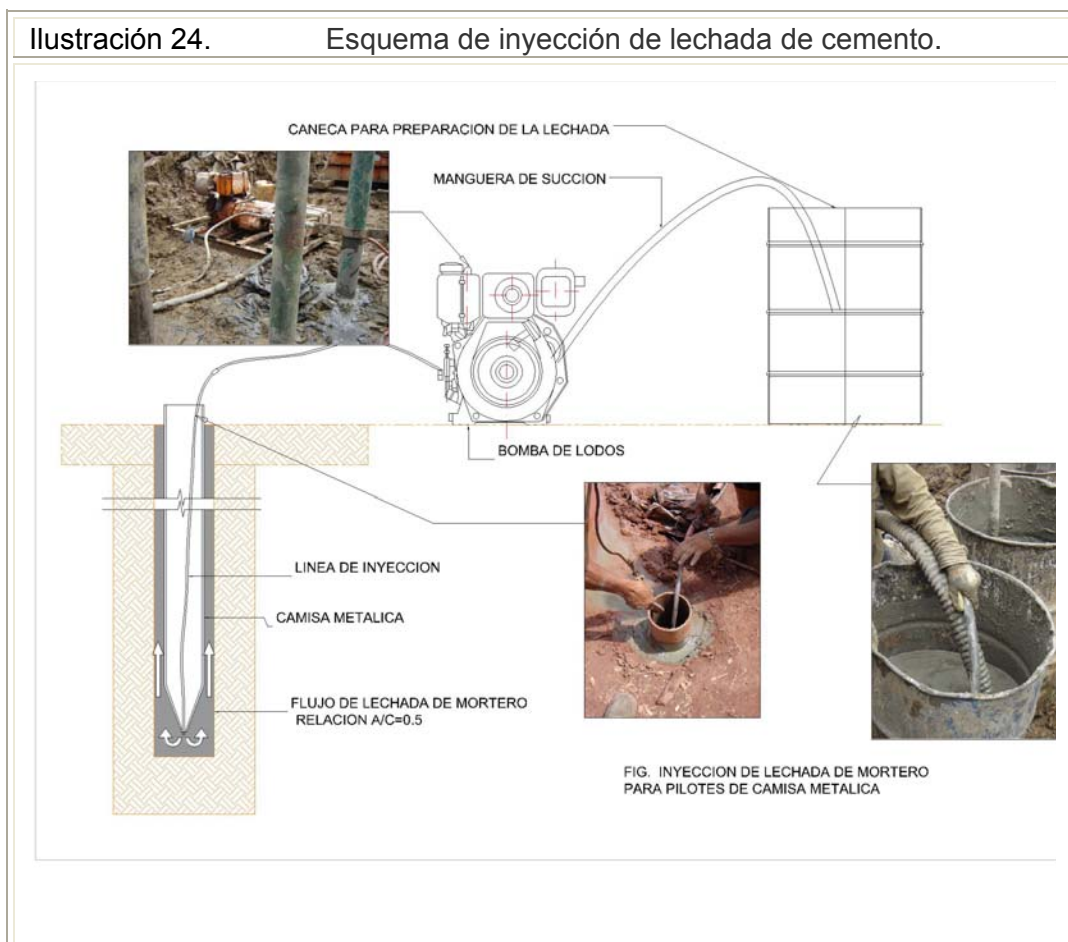 Ilustración 24. Esquema de inyección de lechada de cemento.
CANECA PARA PREPARACION DE LA LECHADA
MANGUERA DE SUCCION
BOMBA DE LODOS
LINEA DE INYECCION
CAMISA METALICA
FLUJO DE LECHADA DE MORTERO
RELACION A/C=0.5
FIG. INYECCION DE LECHADA DE MORTERO
PARA PILOTES DE CAMISA METALICA